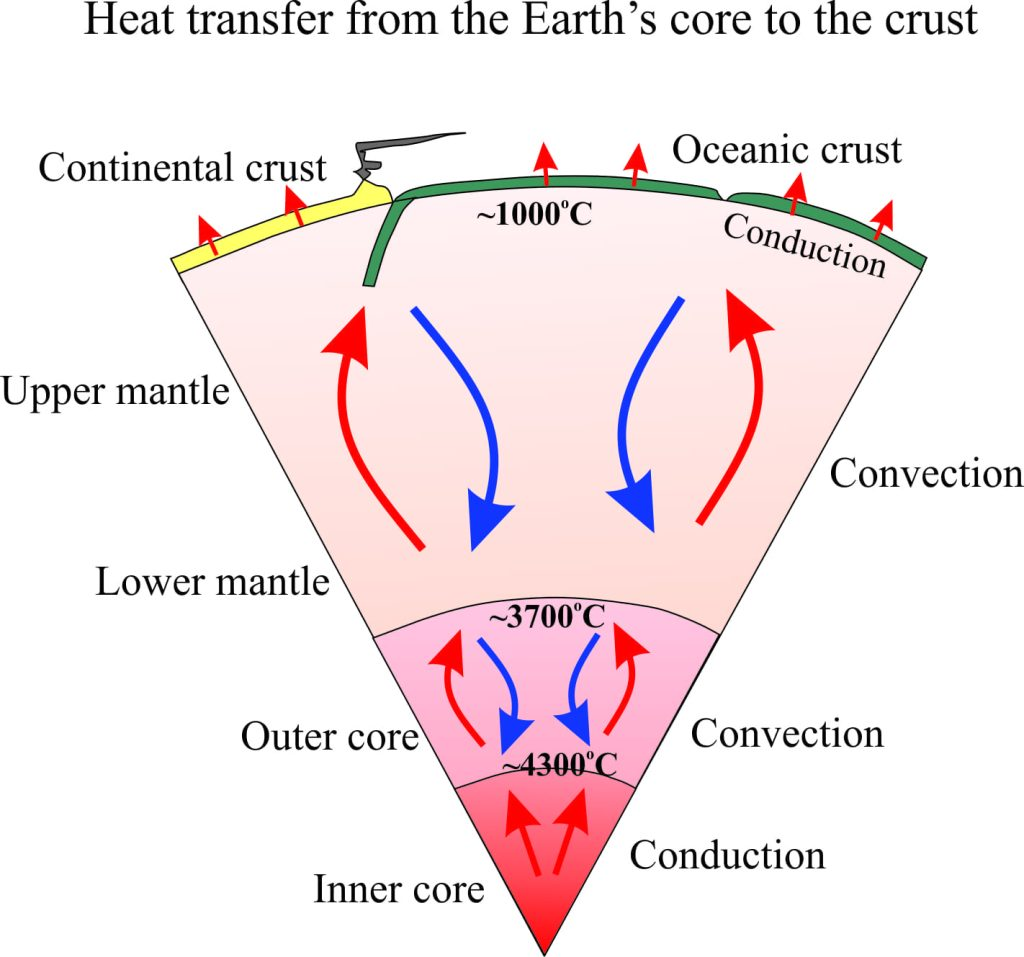 Heat transfer from the Earth’s core to the crust
Continental crust
Oceanic crust
~1000°C
Conduction
Upper mantle
Convection
Lower mantle
~3700°C
Outer core
Convection
~4300°C
Conduction
Inner core